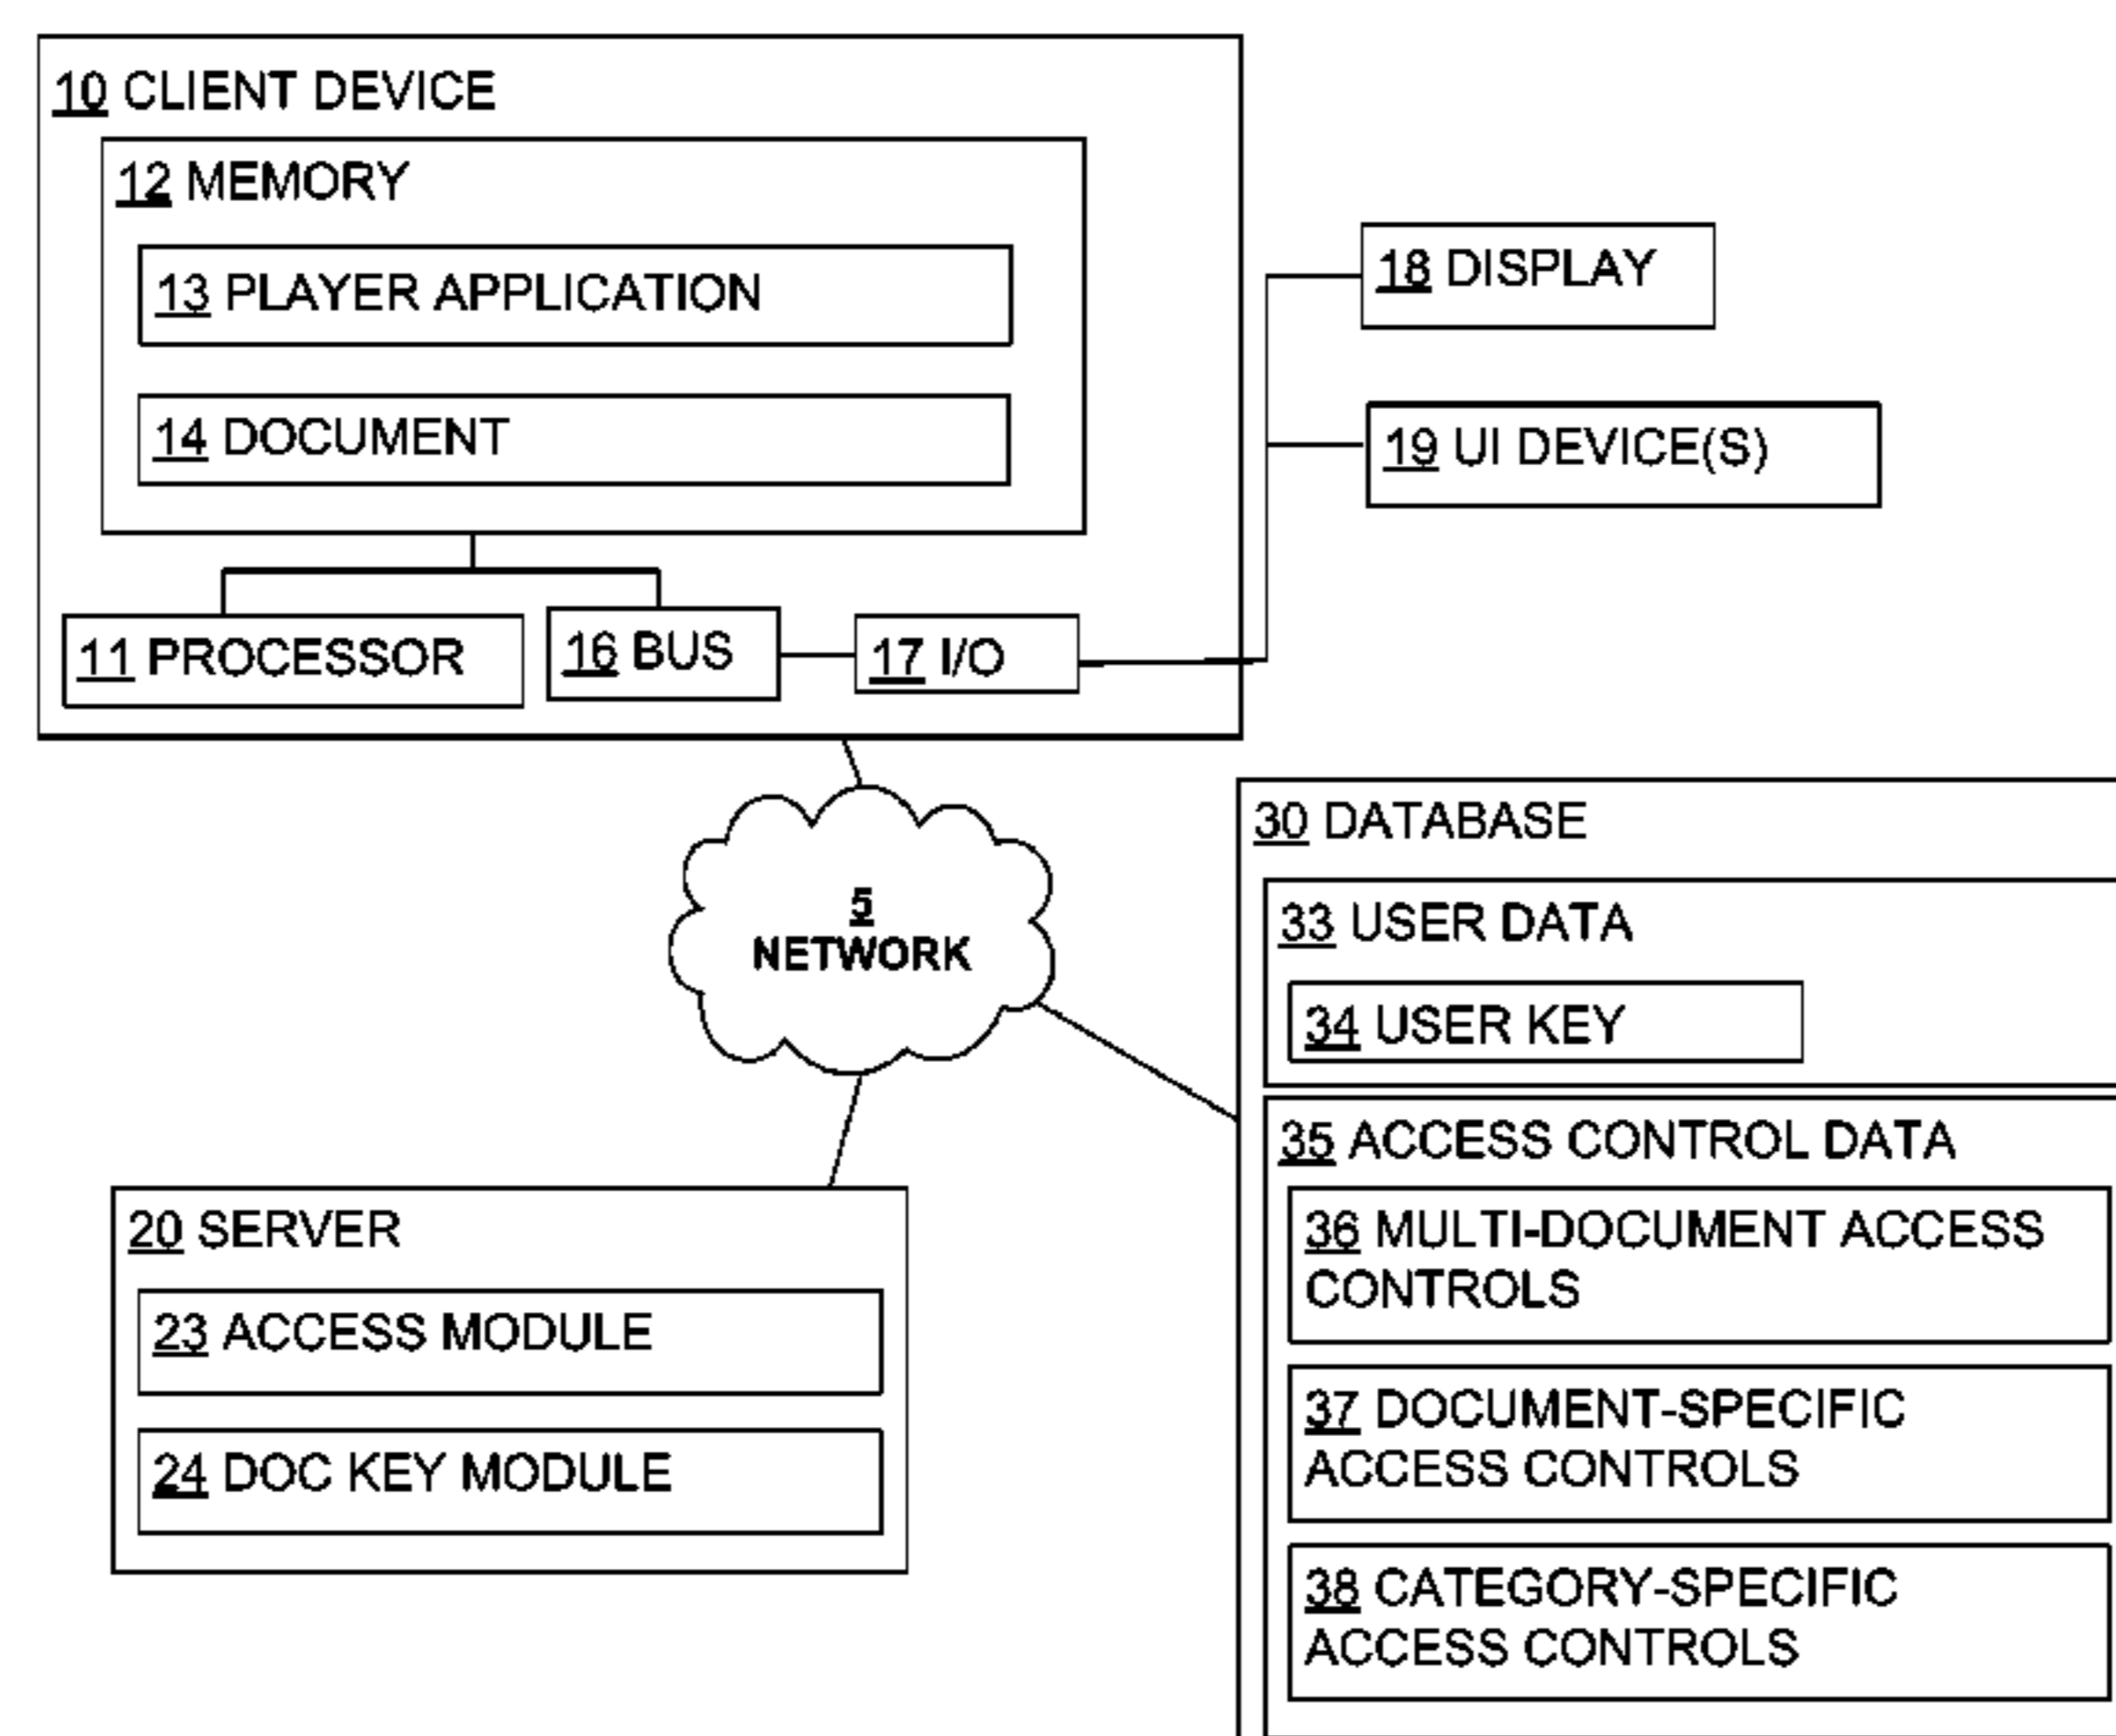 10 CLIENT DEVICE
12 MEMORY
13 PLAYER APPLICATION
14 DOCUMENT
11 PROCESSOR
16 BUS
17 I/O
18 DISPLAY
19 UI DEVICE(S)
5
NETWORK
20 SERVER
23 ACCESS MODULE
24 DOC KEY MODULE
30 DATABASE
33 USER DATA
34 USER KEY
35 ACCESS CONTROL DATA
36 MULTI-DOCUMENT ACCESS
CONTROLS
37 DOCUMENT-SPECIFIC
ACCESS CONTROLS
38 CATEGORY-SPECIFIC
ACCESS CONTROLS